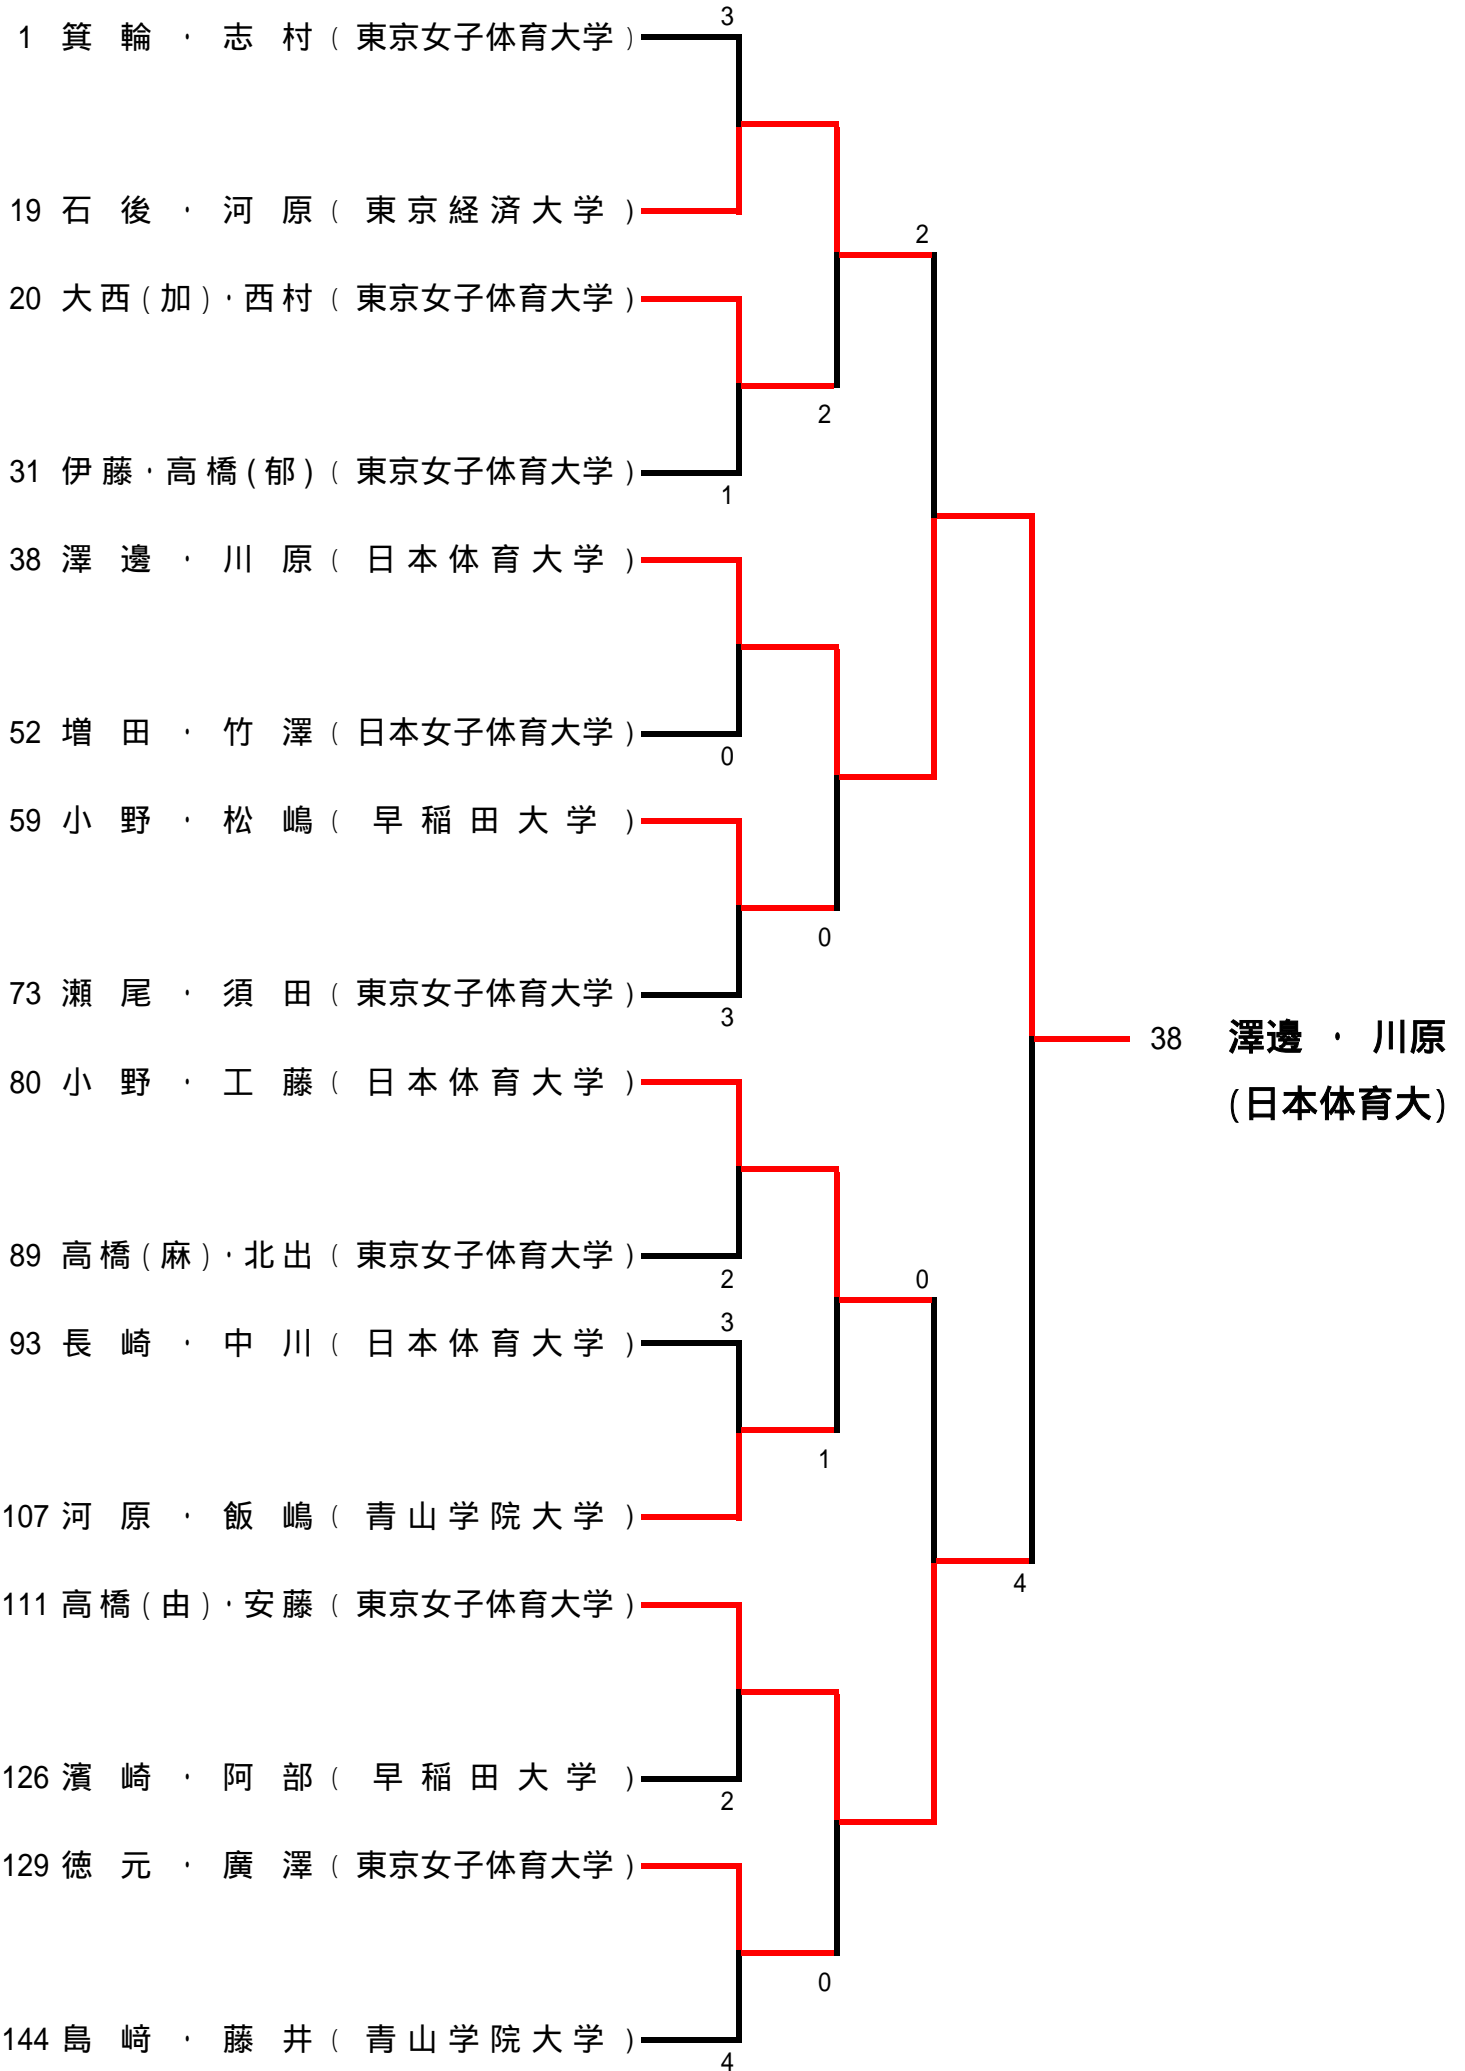 3
1 箕輪・志村(東京女子体育大学)
19 石後・河原(東京経済大学)
2
20 大西(加)・西村(東京女子体育大学)
2
31 伊藤・高橋(郁)(東京女子体育大学)
1
38 澤邊・川原(日本体育大学)
52 増田・竹澤(日本女子体育大学)
0
59 小野・松嶋(早稲田大学)
0
73 瀬尾・須田(東京女子体育大学)
3
38 澤邊・川原
(日本体育大)
80 小野・工藤(日本体育大学)
89 高橋(麻)・北出(東京女子体育大学)
2
0
3
93 長崎・中川(日本体育大学)
1
107 河原・飯嶋(青山学院大学)
4
111 高橋(由)・安藤(東京女子体育大学)
126 濱崎・阿部(早稲田大学)
2
129 徳元・廣澤(東京女子体育大学)
0
144 島﨑・藤井(青山学院大学)
4